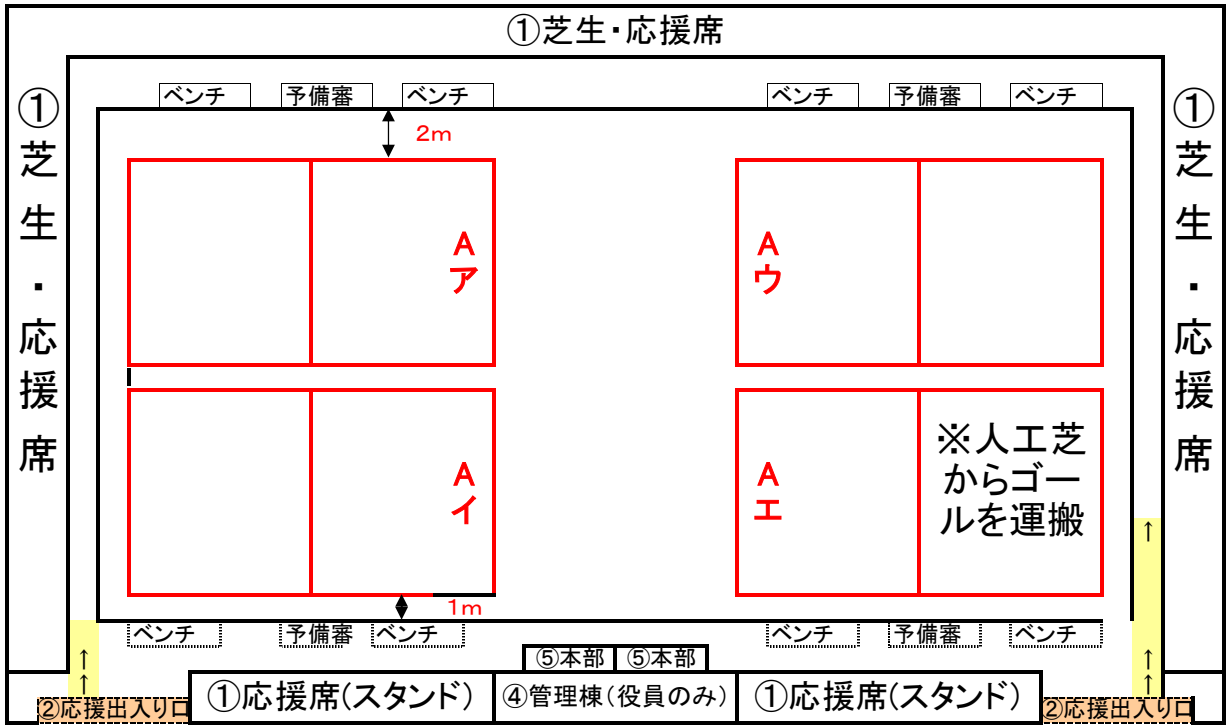 ①芝生・応援席
①芝生・応援席
①芝生・応援席
ベンチ
予備審
ベンチ
ベンチ
予備審
ベンチ
2m
A
ア
A
ウ
A
イ
A
エ
※人工芝
からゴー
ルを運搬
↑
1m
ベンチ
予備審
ベンチ
ベンチ
予備審
ベンチ
⑤本部
⑤本部
↑
↑
↑
↑
②応援出入り口
①応援席(スタンド)
④管理棟(役員のみ)
①応援席(スタンド)
②応援出入り口